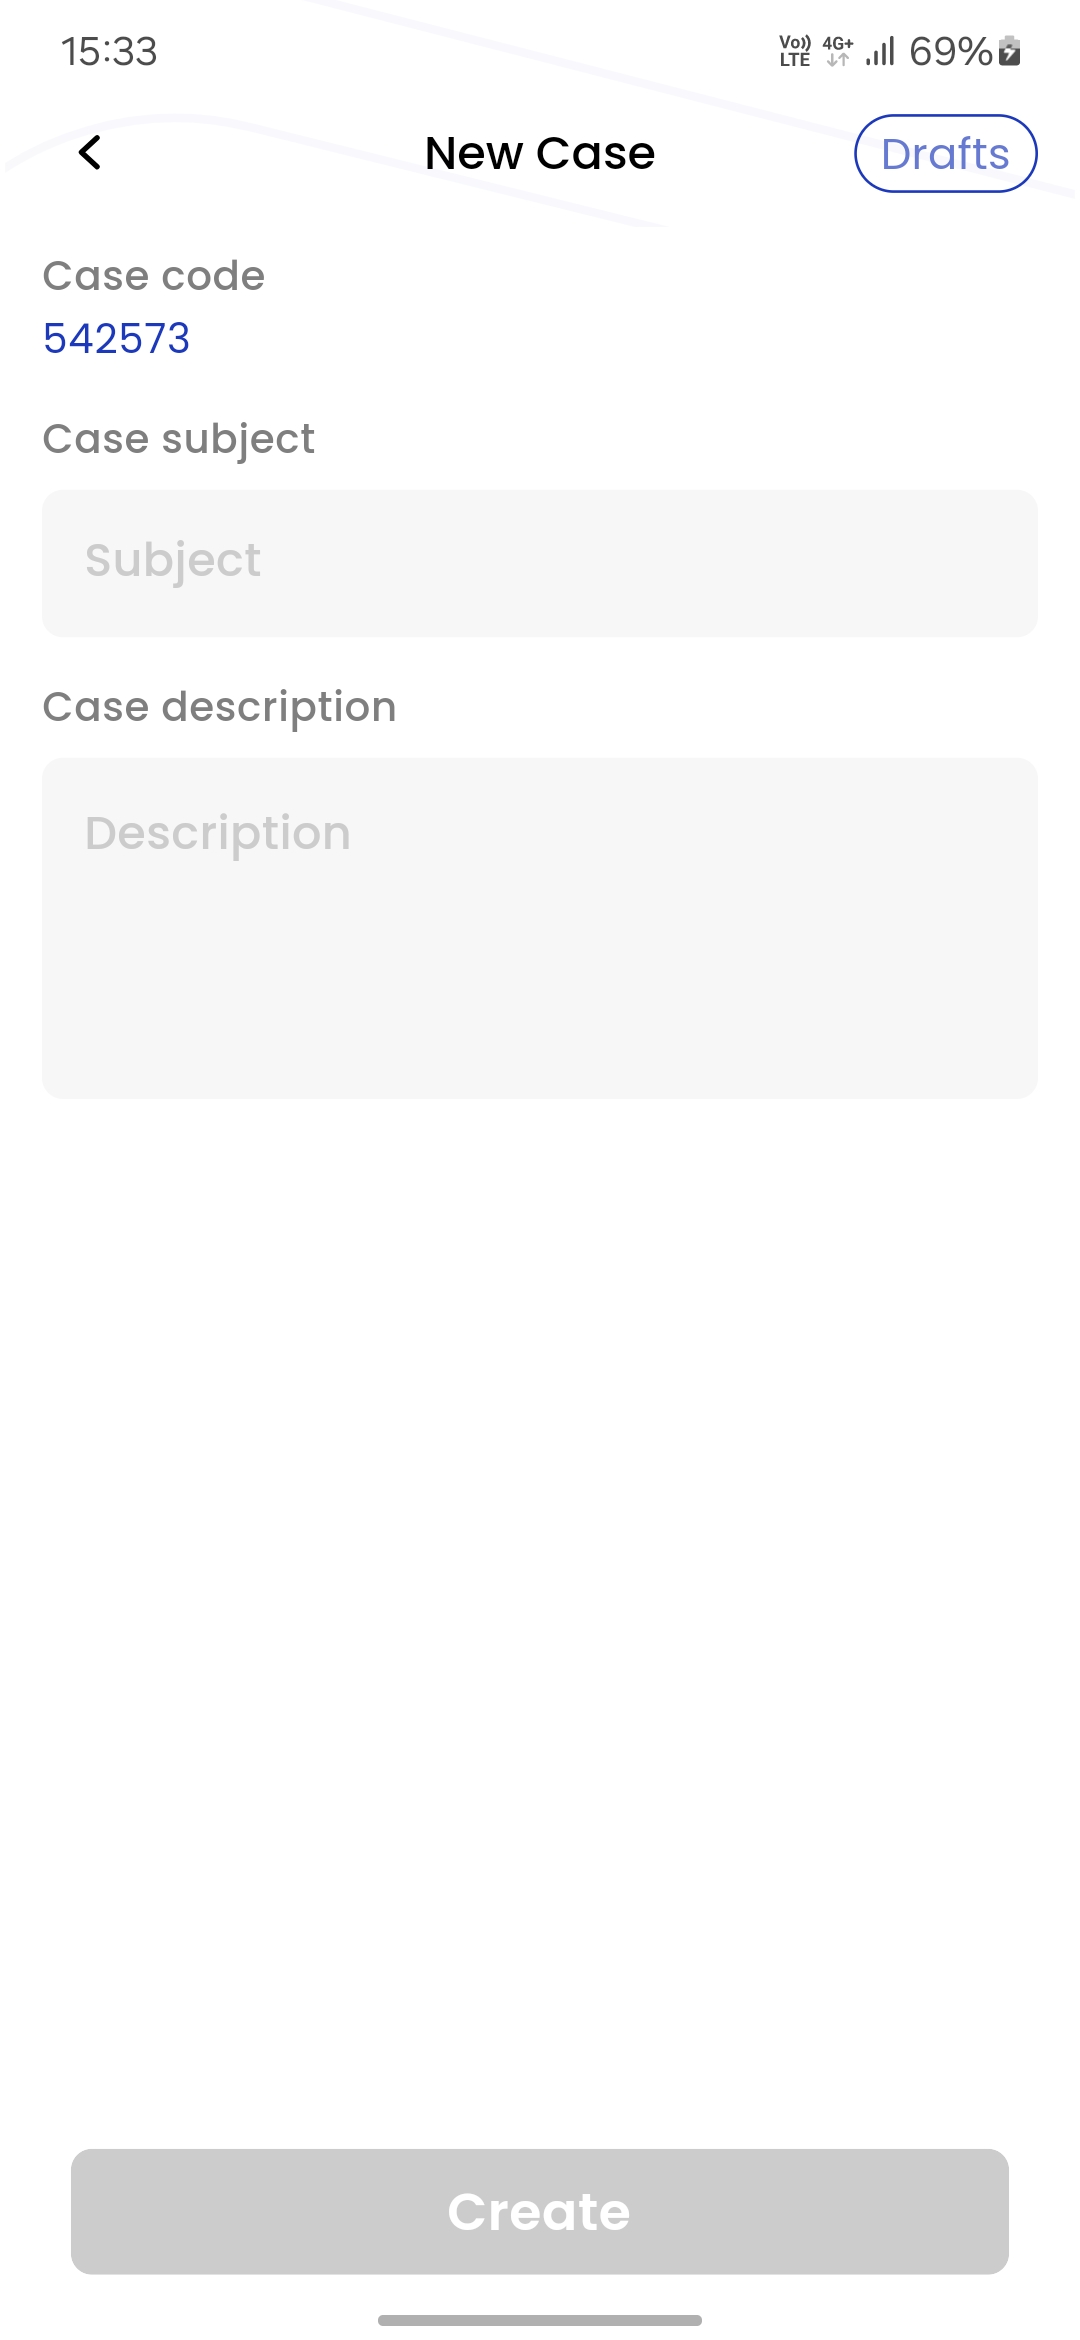 15:33
Vo)) LTE 4G+ 69%
New Case
Drafts
Case code
542573
Case subject
Subject
Case description
Description
Create